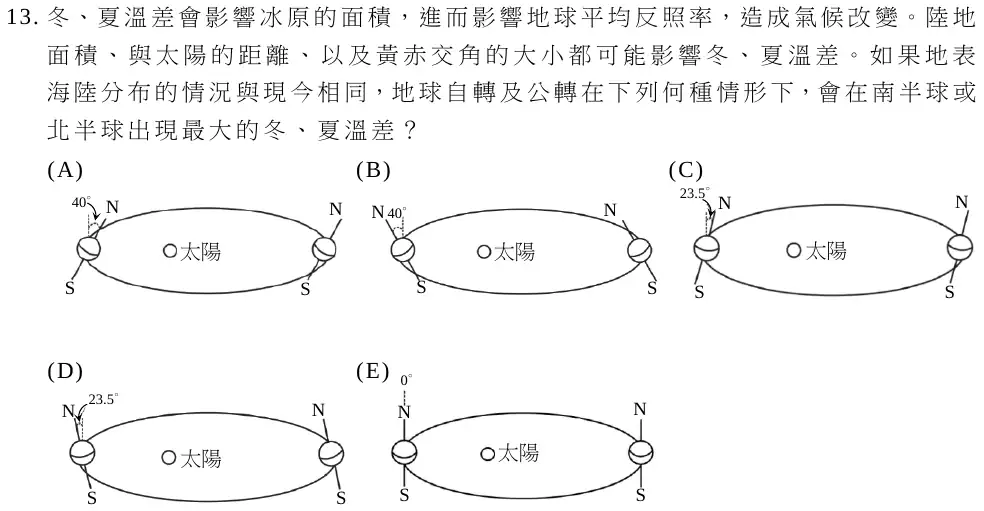 13. 冬、夏溫差會影響冰原的面積，進而影響地球平均反照率，造成氣候改變。陸地
面積、與太陽的距離、以及黃赤交角的大小都可能影響冬、夏溫差。如果地表
海陸分布的情況與現今相同，地球自轉及公轉在下列何種情形下，會在南半球或
北半球出現最大的冬、夏溫差？
(A)
40°
N
N
太陽
S
S
(B)
N
40°
N
太陽
S
S
(C)
23.5°
N
N
太陽
S
S
(D)
N
23.5°
N
太陽
S
S
(E)
0°
N
N
太陽
S
S